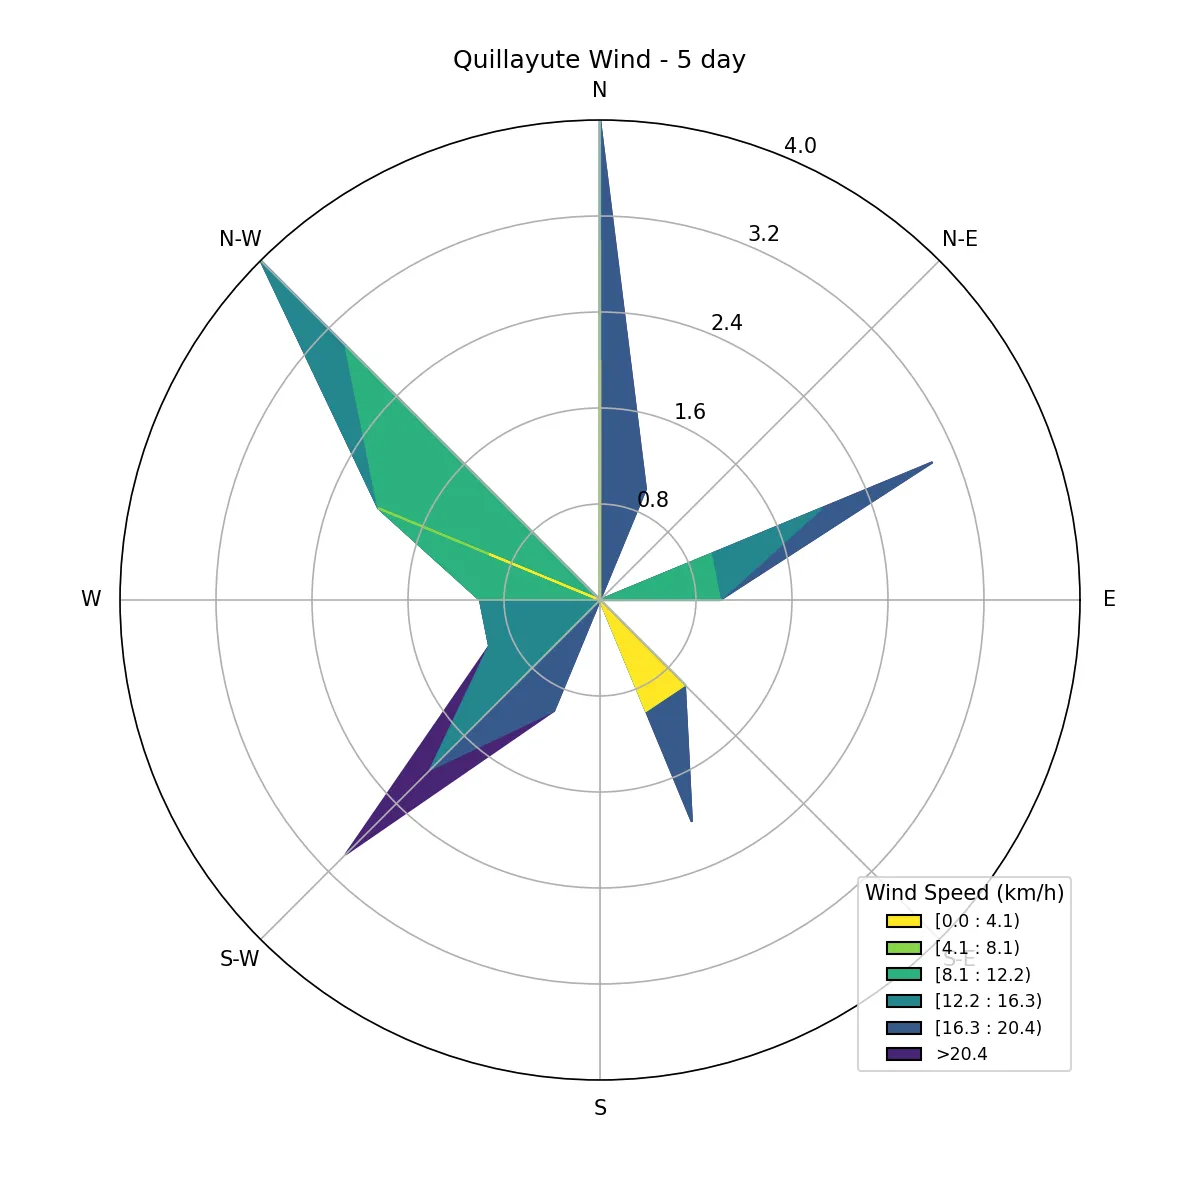 Quillayute Wind - 5 day
N
4.0
N-W
3.2
N-E
2.4
1.6
0.8
W
E
Wind Speed (km/h)
[0.0 : 4.1)
[4.1 : 8.1)
S-W
S-E
[8.1 : 12.2)
[12.2 : 16.3)
[16.3 : 20.4)
>20.4
S